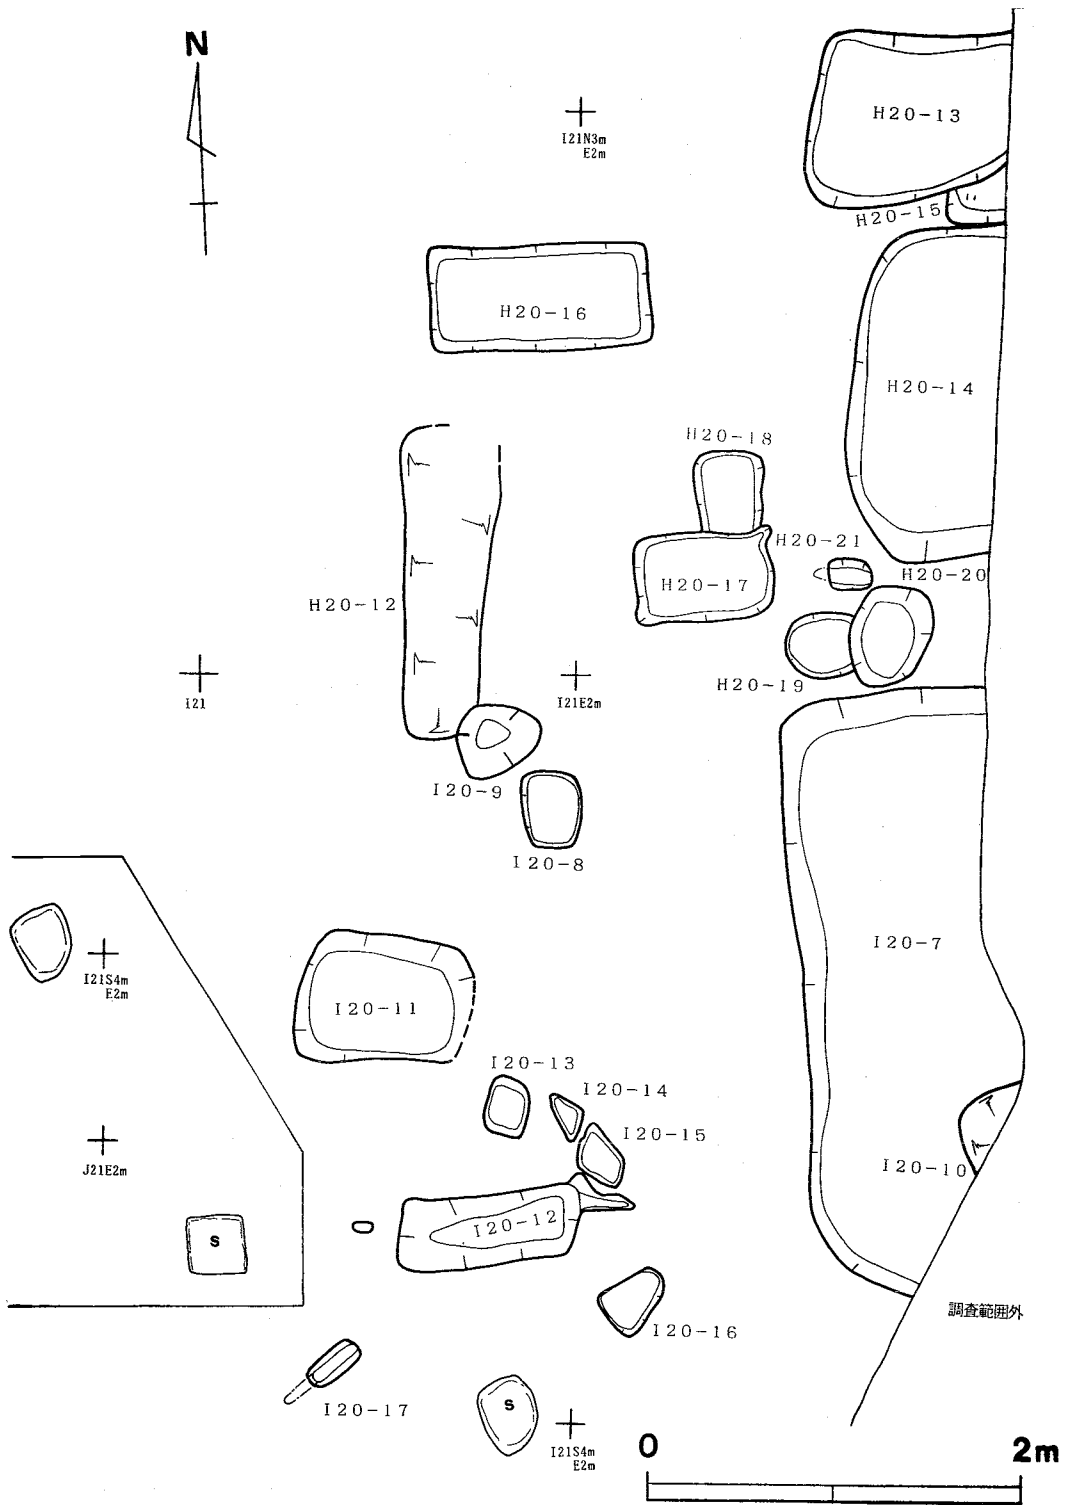 N
I21N3m
E2m
H20-13
H20-15
H20-16
H20-14
H20-18
H20-21
H20-17
H20-20
H20-12
H20-19
I21
I21E2m
I20-9
I20-8
I20-7
I21S4m
E2m
I20-11
I20-13
I20-14
I20-15
J21E2m
I20-10
I20-12
S
調査範囲外
I20-16
I20-17
S
I21S4m
E2m
0
2m